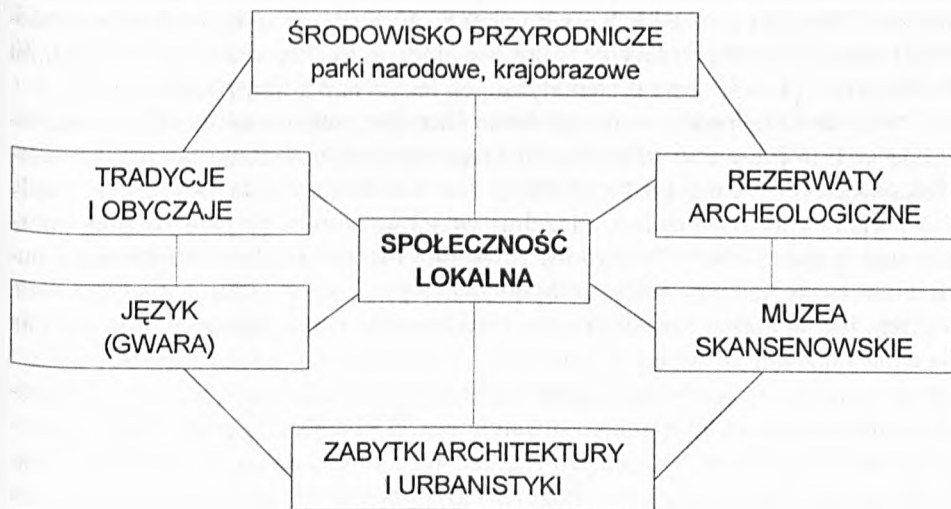 ŚRODOWISKO PRZYRODNICZE
parki narodowe, krajobrazowe
TRADYCJE
I OBYCZAJE
REZERWATY
ARCHEOLOGICZNE
SPOŁECZNOŚĆ
LOKALNA
JĘZYK
(GWARA)
MUZEA
SKANSENOWSKIE
ZABYTKI ARCHITEKTURY
I URBANISTYKI